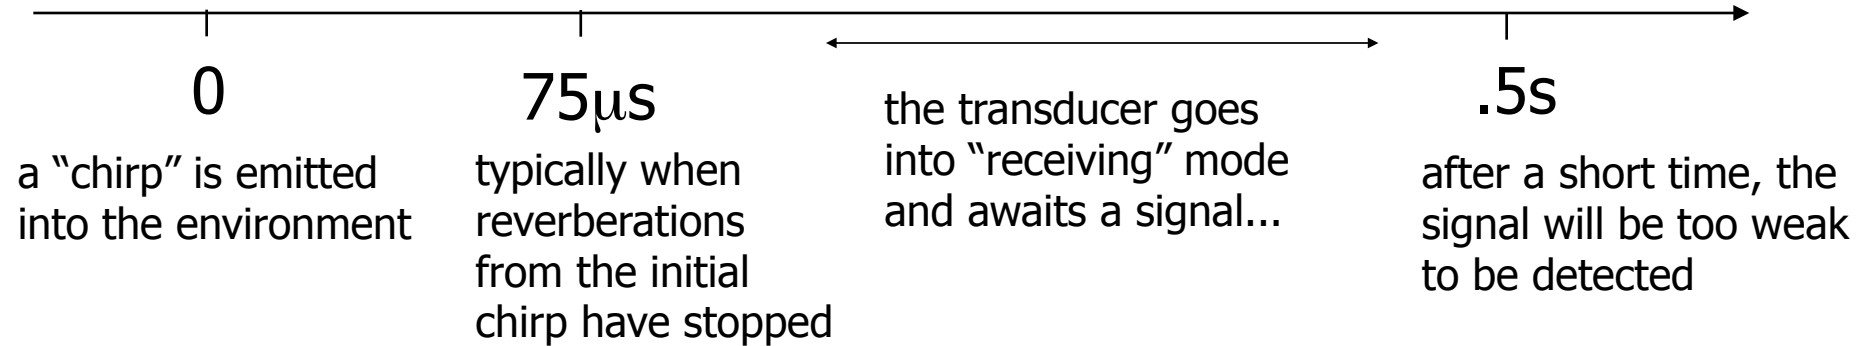 0
a “chirp” is emitted
into the environment
75μs
typically when
reverberations
from the initial
chirp have stopped
the transducer goes
into “receiving” mode
and awaits a signal...
.5s
after a short time, the
signal will be too weak
to be detected